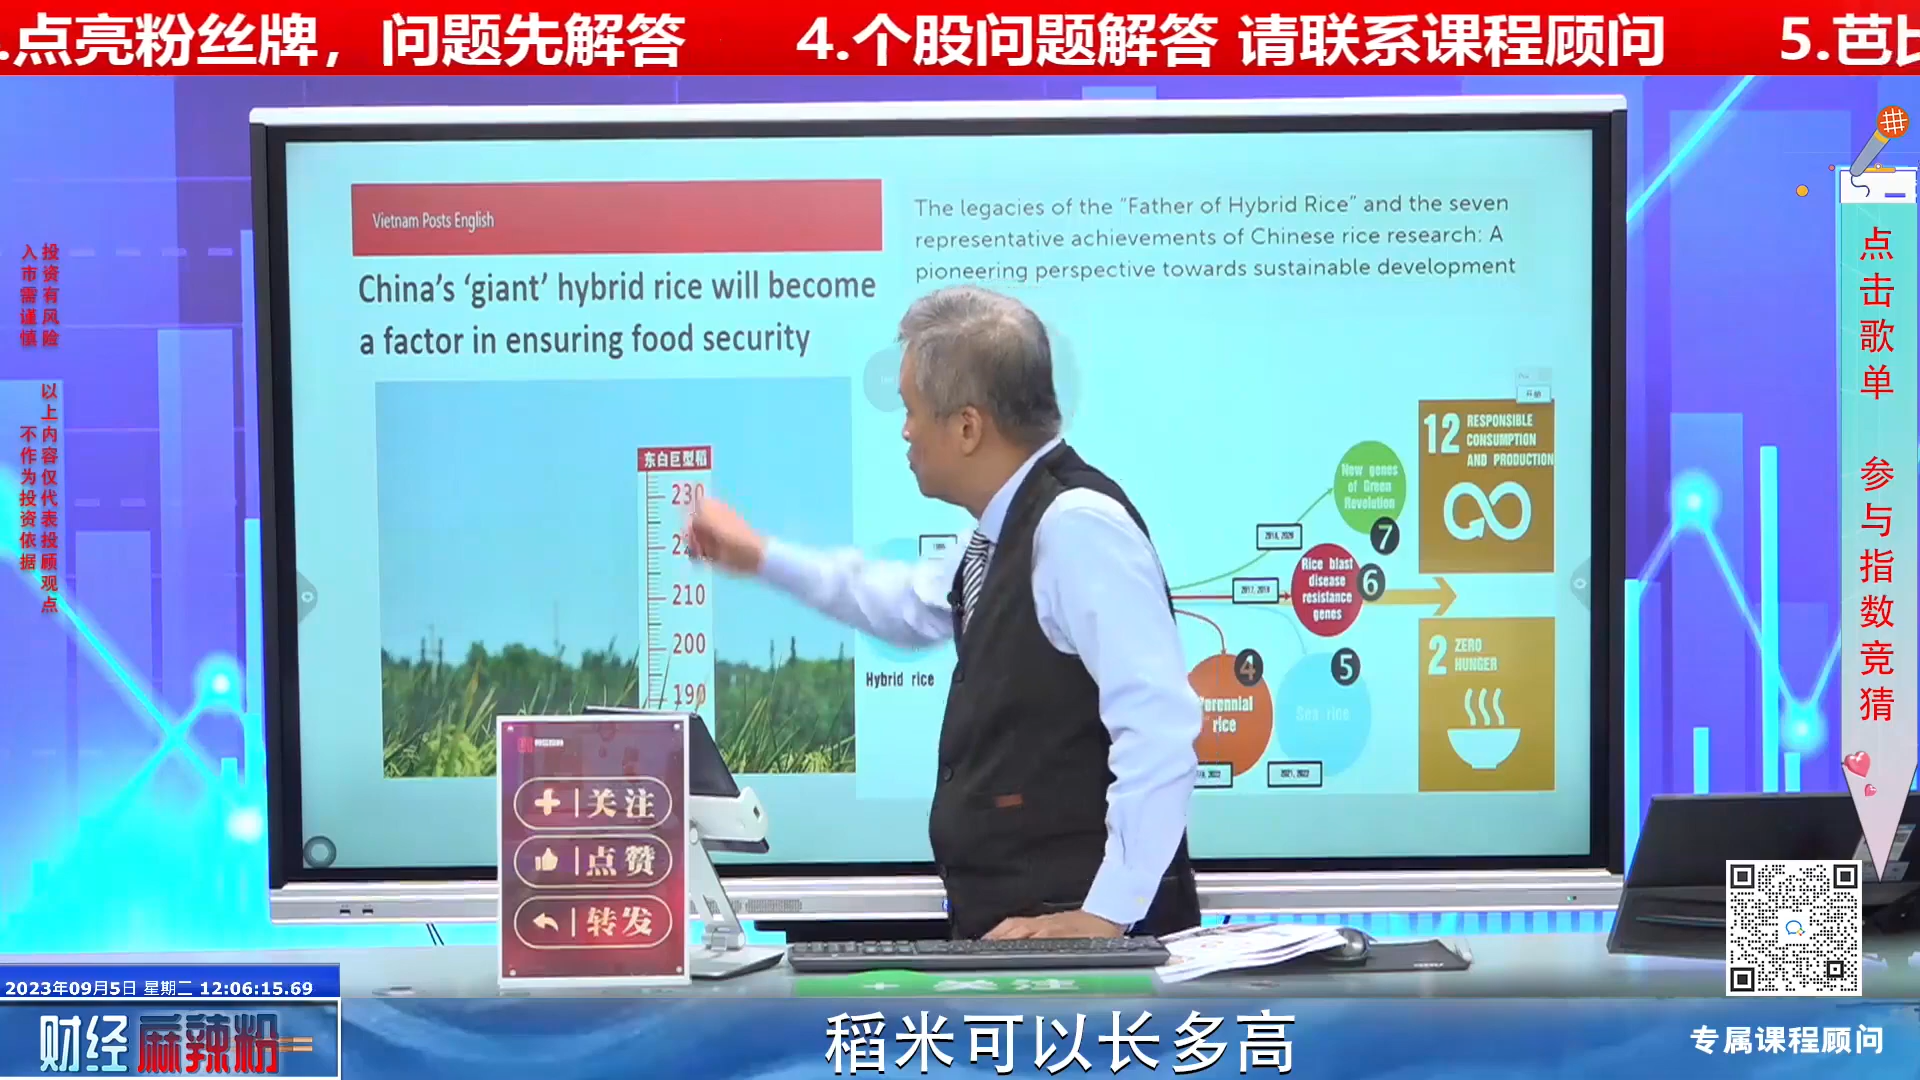 .点亮粉丝牌，问题先解答
4.个股问题解答 请联系课程顾问
5.芭比
投资有风险
入市需谨慎
以上内容仅代表投顾观点
不作为投资依据
Vietnam Posts English
China's 'giant' hybrid rice will become
a factor in ensuring food security
东白巨型稻
230
210
200
190
The legacies of the "Father of Hybrid Rice" and the seven
representative achievements of Chinese rice research: A
pioneering perspective towards sustainable development
Hybrid rice
New genes
of Green
Revolution
7
Rice blast
disease
resistance
genes
6
4
rice
5
Sea rice
2021, 2022
12 RESPONSIBLE
CONSUMPTION
AND PRODUCTION
2 ZERO
HUNGER
关注
点赞
转发
点击歌单 参与指数竞猜
2023年09月5日 星期二 12:06:15.69
财经麻辣粉
稻米可以长多高
专属课程顾问